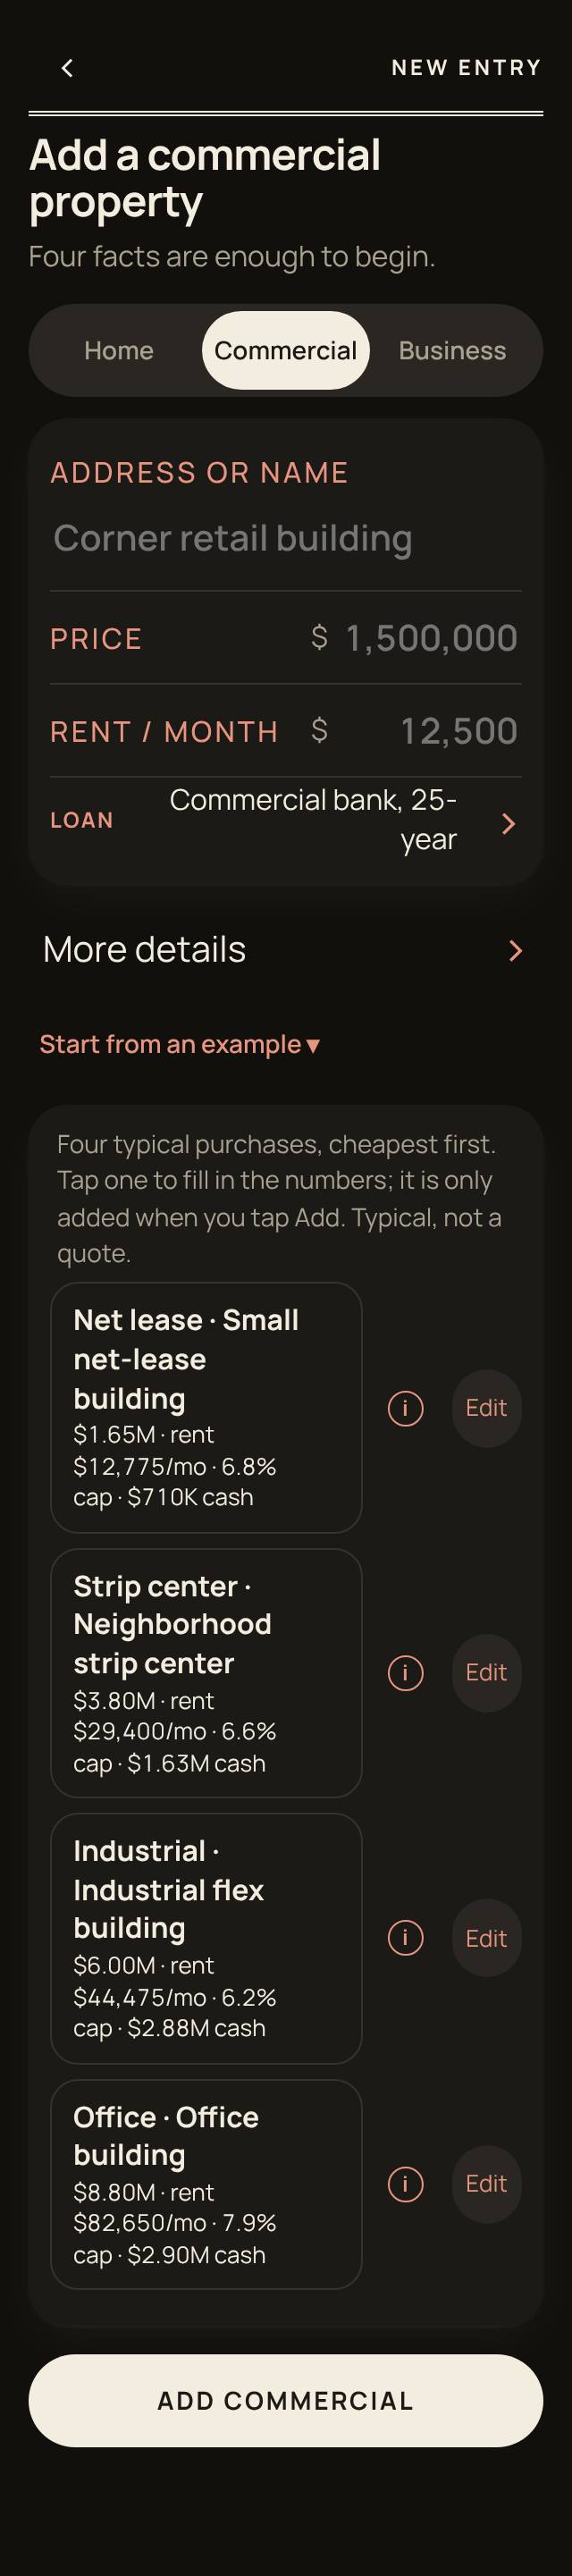 NEW ENTRY
Add a commercial
property
Four facts are enough to begin.
Home Commercial Business
ADDRESS OR NAME
Corner retail building
PRICE $ 1,500,000
RENT / MONTH $ 12,500
LOAN Commercial bank, 25-
year
More details
Start from an example ▾
Four typical purchases, cheapest first.
Tap one to fill in the numbers; it is only
added when you tap Add. Typical, not a
quote.
Net lease · Small
net-lease
building
$1.65M · rent
$12,775/mo · 6.8%
cap · $710K cash
i Edit
Strip center ·
Neighborhood
strip center
$3.80M · rent
$29,400/mo · 6.6%
cap · $1.63M cash
i Edit
Industrial ·
Industrial flex
building
$6.00M · rent
$44,475/mo · 6.2%
cap · $2.88M cash
i Edit
Office · Office
building
$8.80M · rent
$82,650/mo · 7.9%
cap · $2.90M cash
i Edit
ADD COMMERCIAL